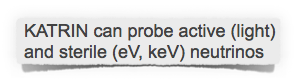 KATRIN can probe active (light)
and sterile (eV, keV) neutrinos